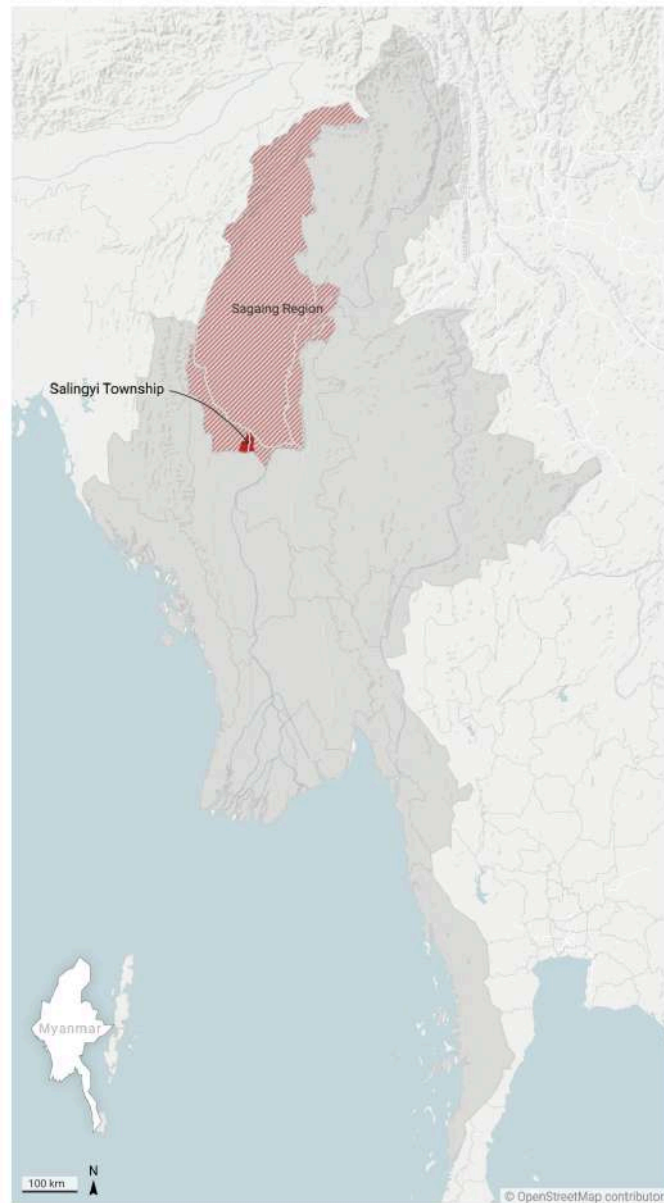 Sagaing Region
Salingyi Township
Myanmar
100 km
N
© OpenStreetMap contributor